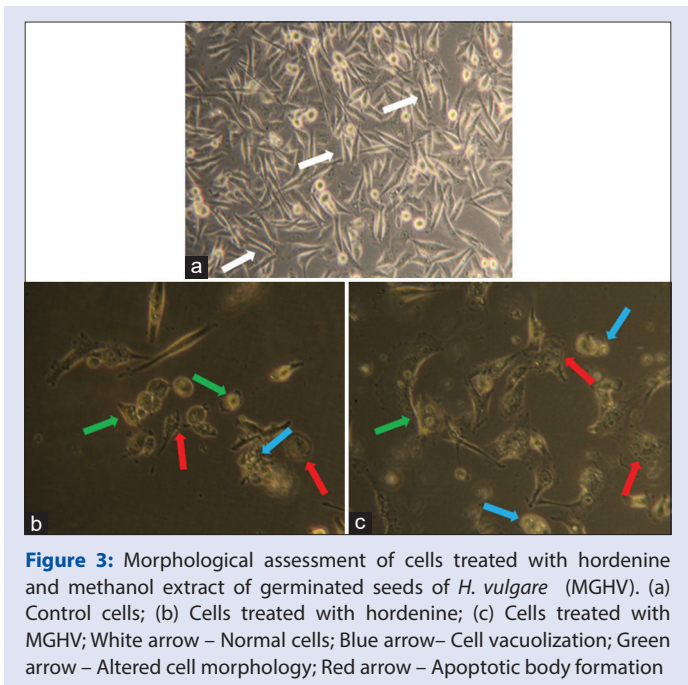 a
b
c
Figure 3: Morphological assessment of cells treated with hordenine
and methanol extract of germinated seeds of H. vulgare (MGHV). (a)
Control cells; (b) Cells treated with hordenine; (c) Cells treated with
MGHV; White arrow – Normal cells; Blue arrow– Cell vacuolization; Green
arrow – Altered cell morphology; Red arrow – Apoptotic body formation